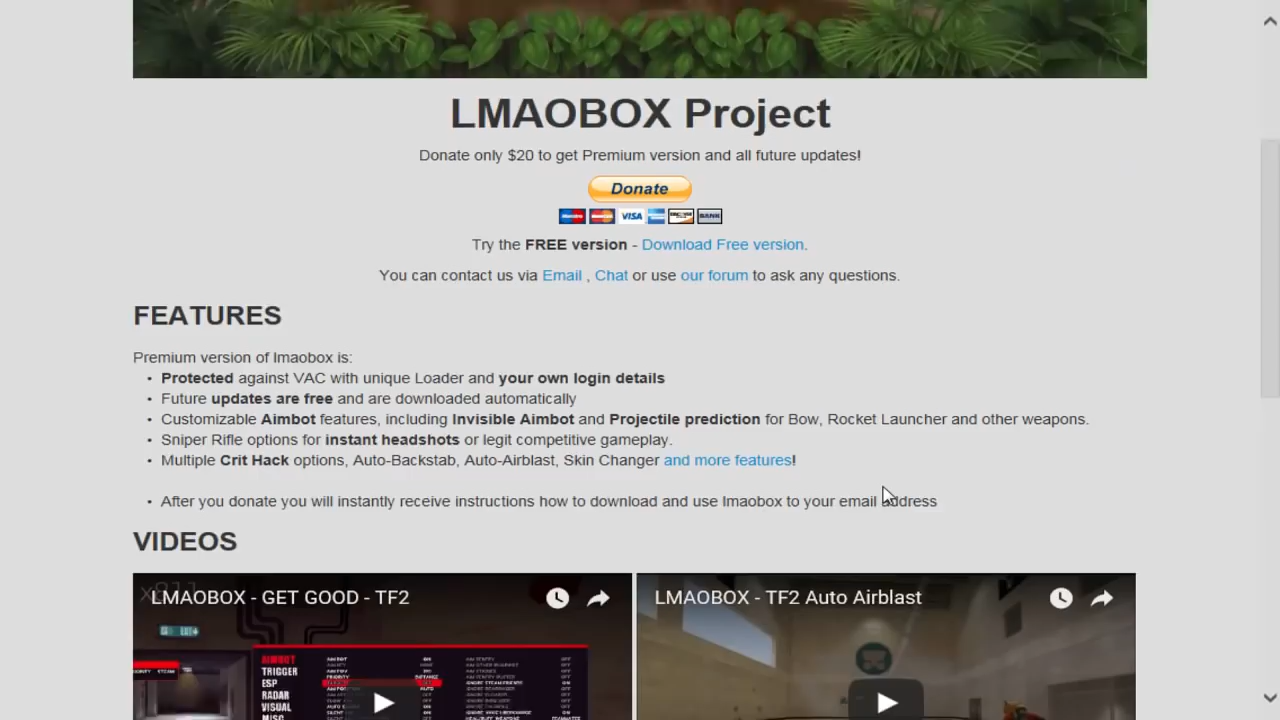 LMAOBOX Project
Donate only $20 to get Premium version and all future updates!
Donate
VISA
BANK
Try the FREE version - Download Free version.
You can contact us via Email , Chat or use our forum to ask any questions.
FEATURES
Premium version of lmaobox is:
• Protected against VAC with unique Loader and your own login details
• Future updates are free and are downloaded automatically
• Customizable Aimbot features, including Invisible Aimbot and Projectile prediction for Bow, Rocket Launcher and other weapons.
• Sniper Rifle options for instant headshots or legit competitive gameplay.
• Multiple Crit Hack options, Auto-Backstab, Auto-Airblast, Skin Changer and more features!
• After you donate you will instantly receive instructions how to download and use lmaobox to your email address
VIDEOS
LMAOBOX - GET GOOD - TF2
LMAOBOX - TF2 Auto Airblast
AIMBOT
TRIGGER
ESP
RADAR
VISUAL
MISC